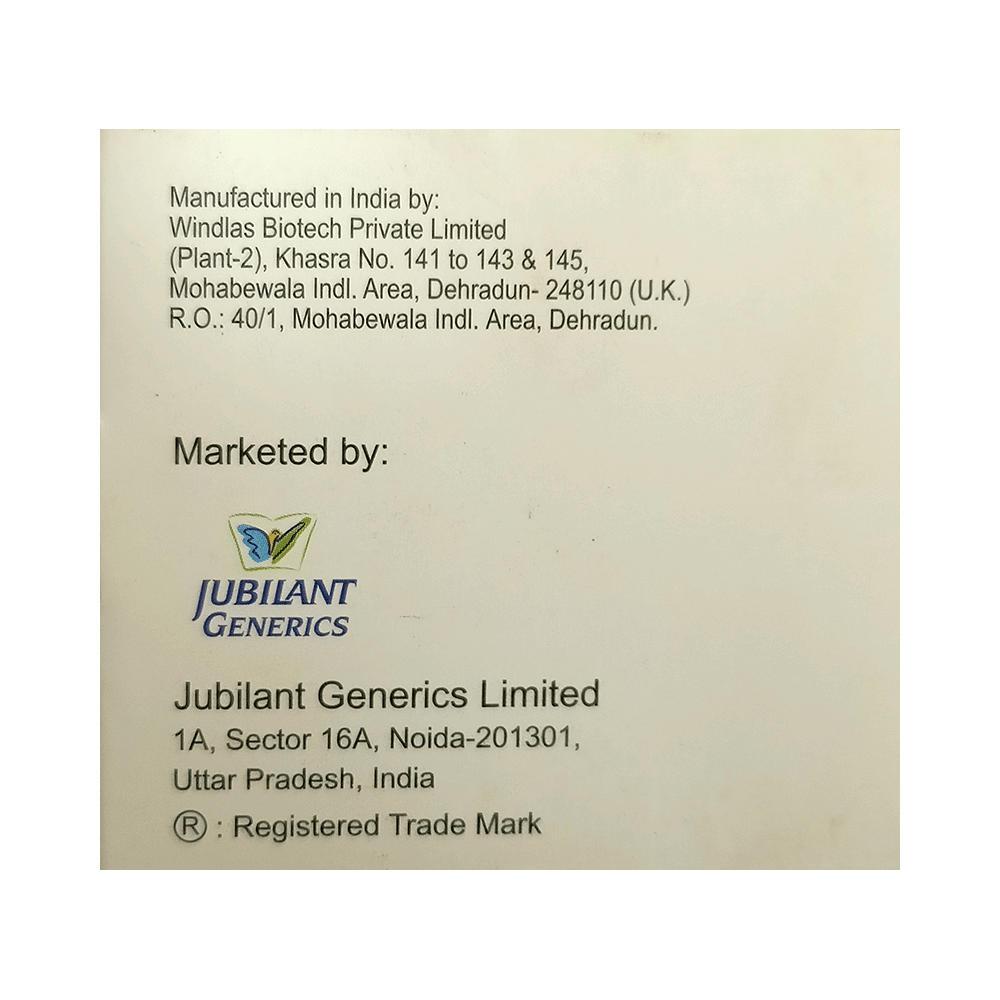 Manufactured in India by:
Windlas Biotech Private Limited
(Plant-2), Khasra No. 141 to 143 & 145,
Mohabewala Indl. Area, Dehradun- 248110 (U.K.)
R.O.: 40/1, Mohabewala Indl. Area, Dehradun.
Marketed by:
JUBILANT
GENERICS
Jubilant Generics Limited
1A, Sector 16A, Noida-201301,
Uttar Pradesh, India
® : Registered Trade Mark